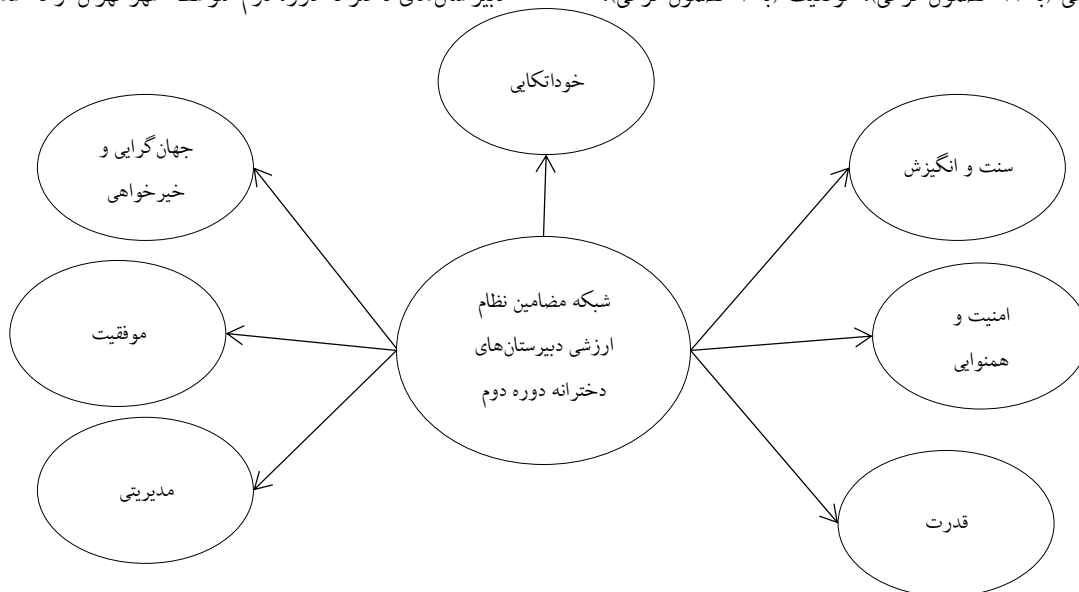 خوداتکایی
جهان‌گرایی و
خیرخواهی
سنت و انگیزش
شبکه مضامین نظام
ارزشی دبیرستان‌های
دخترانه دوره دوم
امنیت و
همنوایی
موفقیت
مدیریتی
قدرت